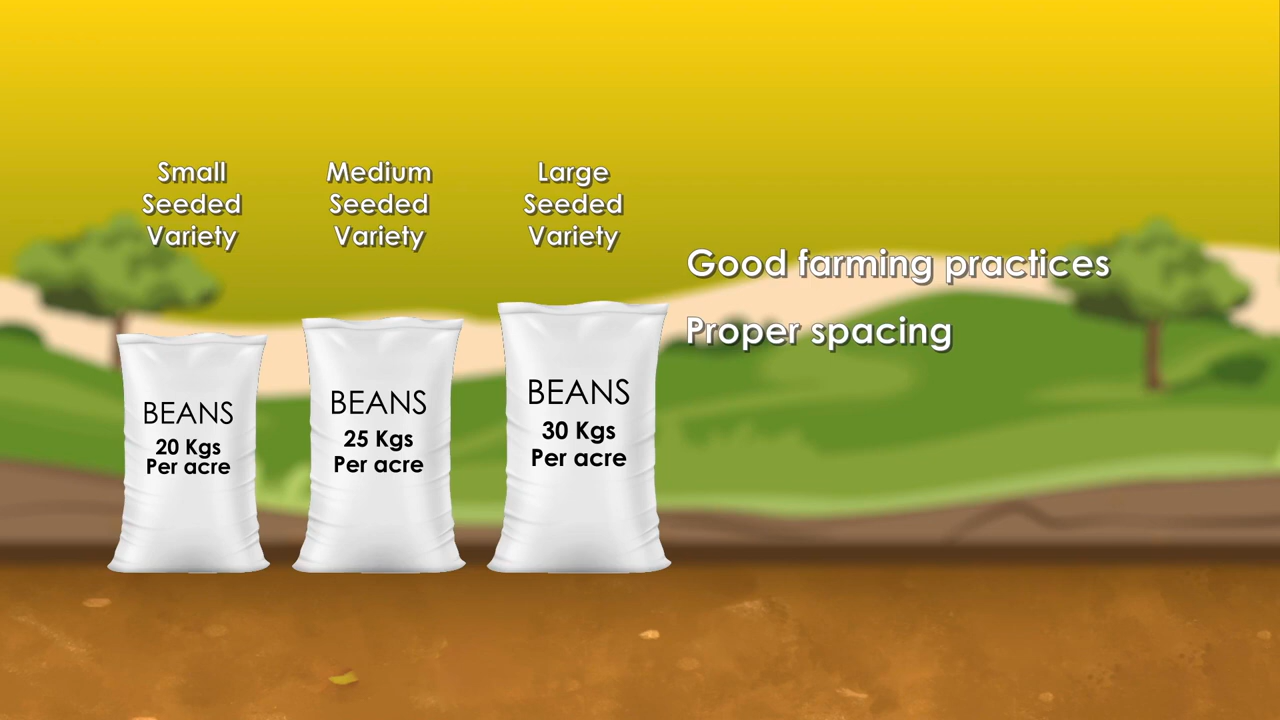 Small
Seeded
Variety
Medium
Seeded
Variety
Large
Seeded
Variety
BEANS
20 Kgs
Per acre
BEANS
25 Kgs
Per acre
BEANS
30 Kgs
Per acre
Good farming practices
Proper spacing